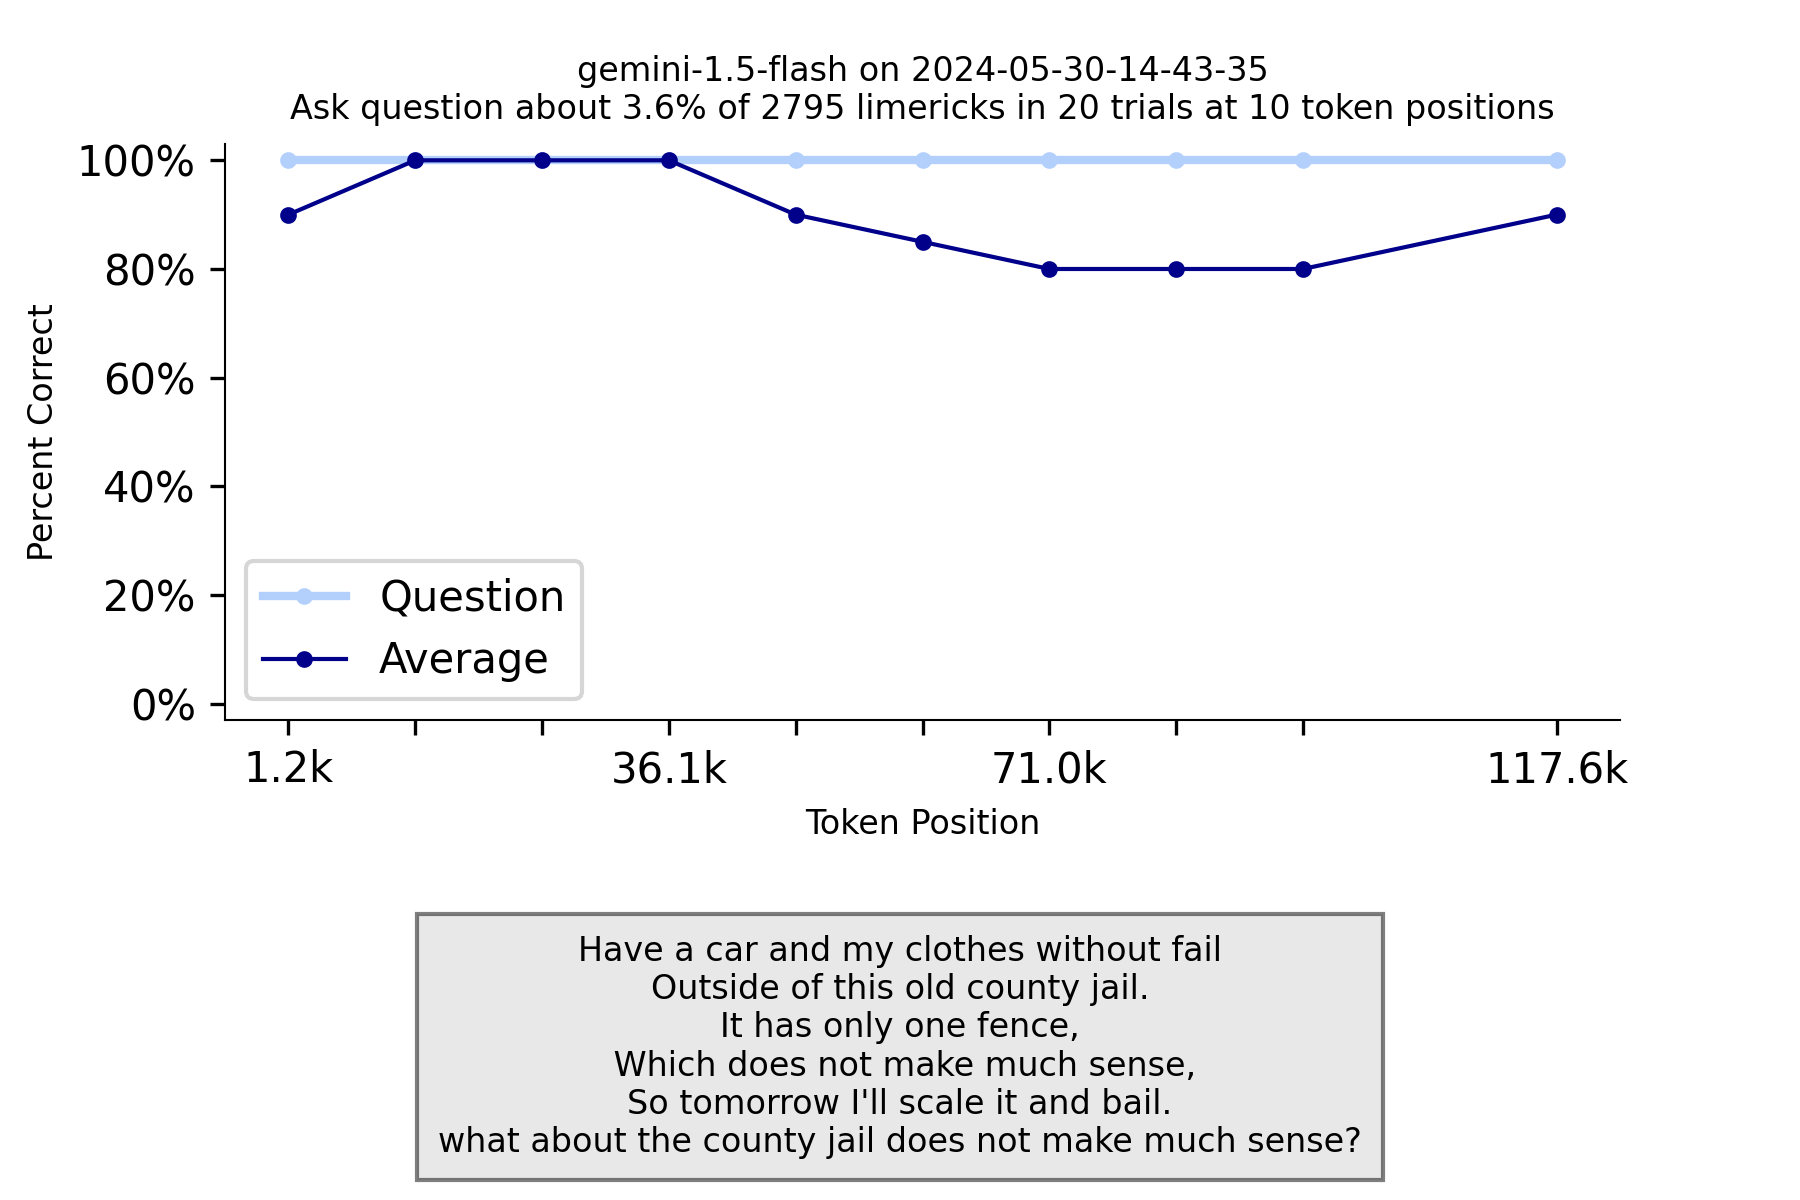 gemini-1.5-flash on 2024-05-30-14-43-35
Ask question about 3.6% of 2795 limericks in 20 trials at 10 token positions
100%
80%
60%
40%
20%
0%
Percent Correct
Question
Average
1.2k
36.1k
71.0k
117.6k
Token Position
Have a car and my clothes without fail
Outside of this old county jail.
It has only one fence,
Which does not make much sense,
So tomorrow I'll scale it and bail.
what about the county jail does not make much sense?